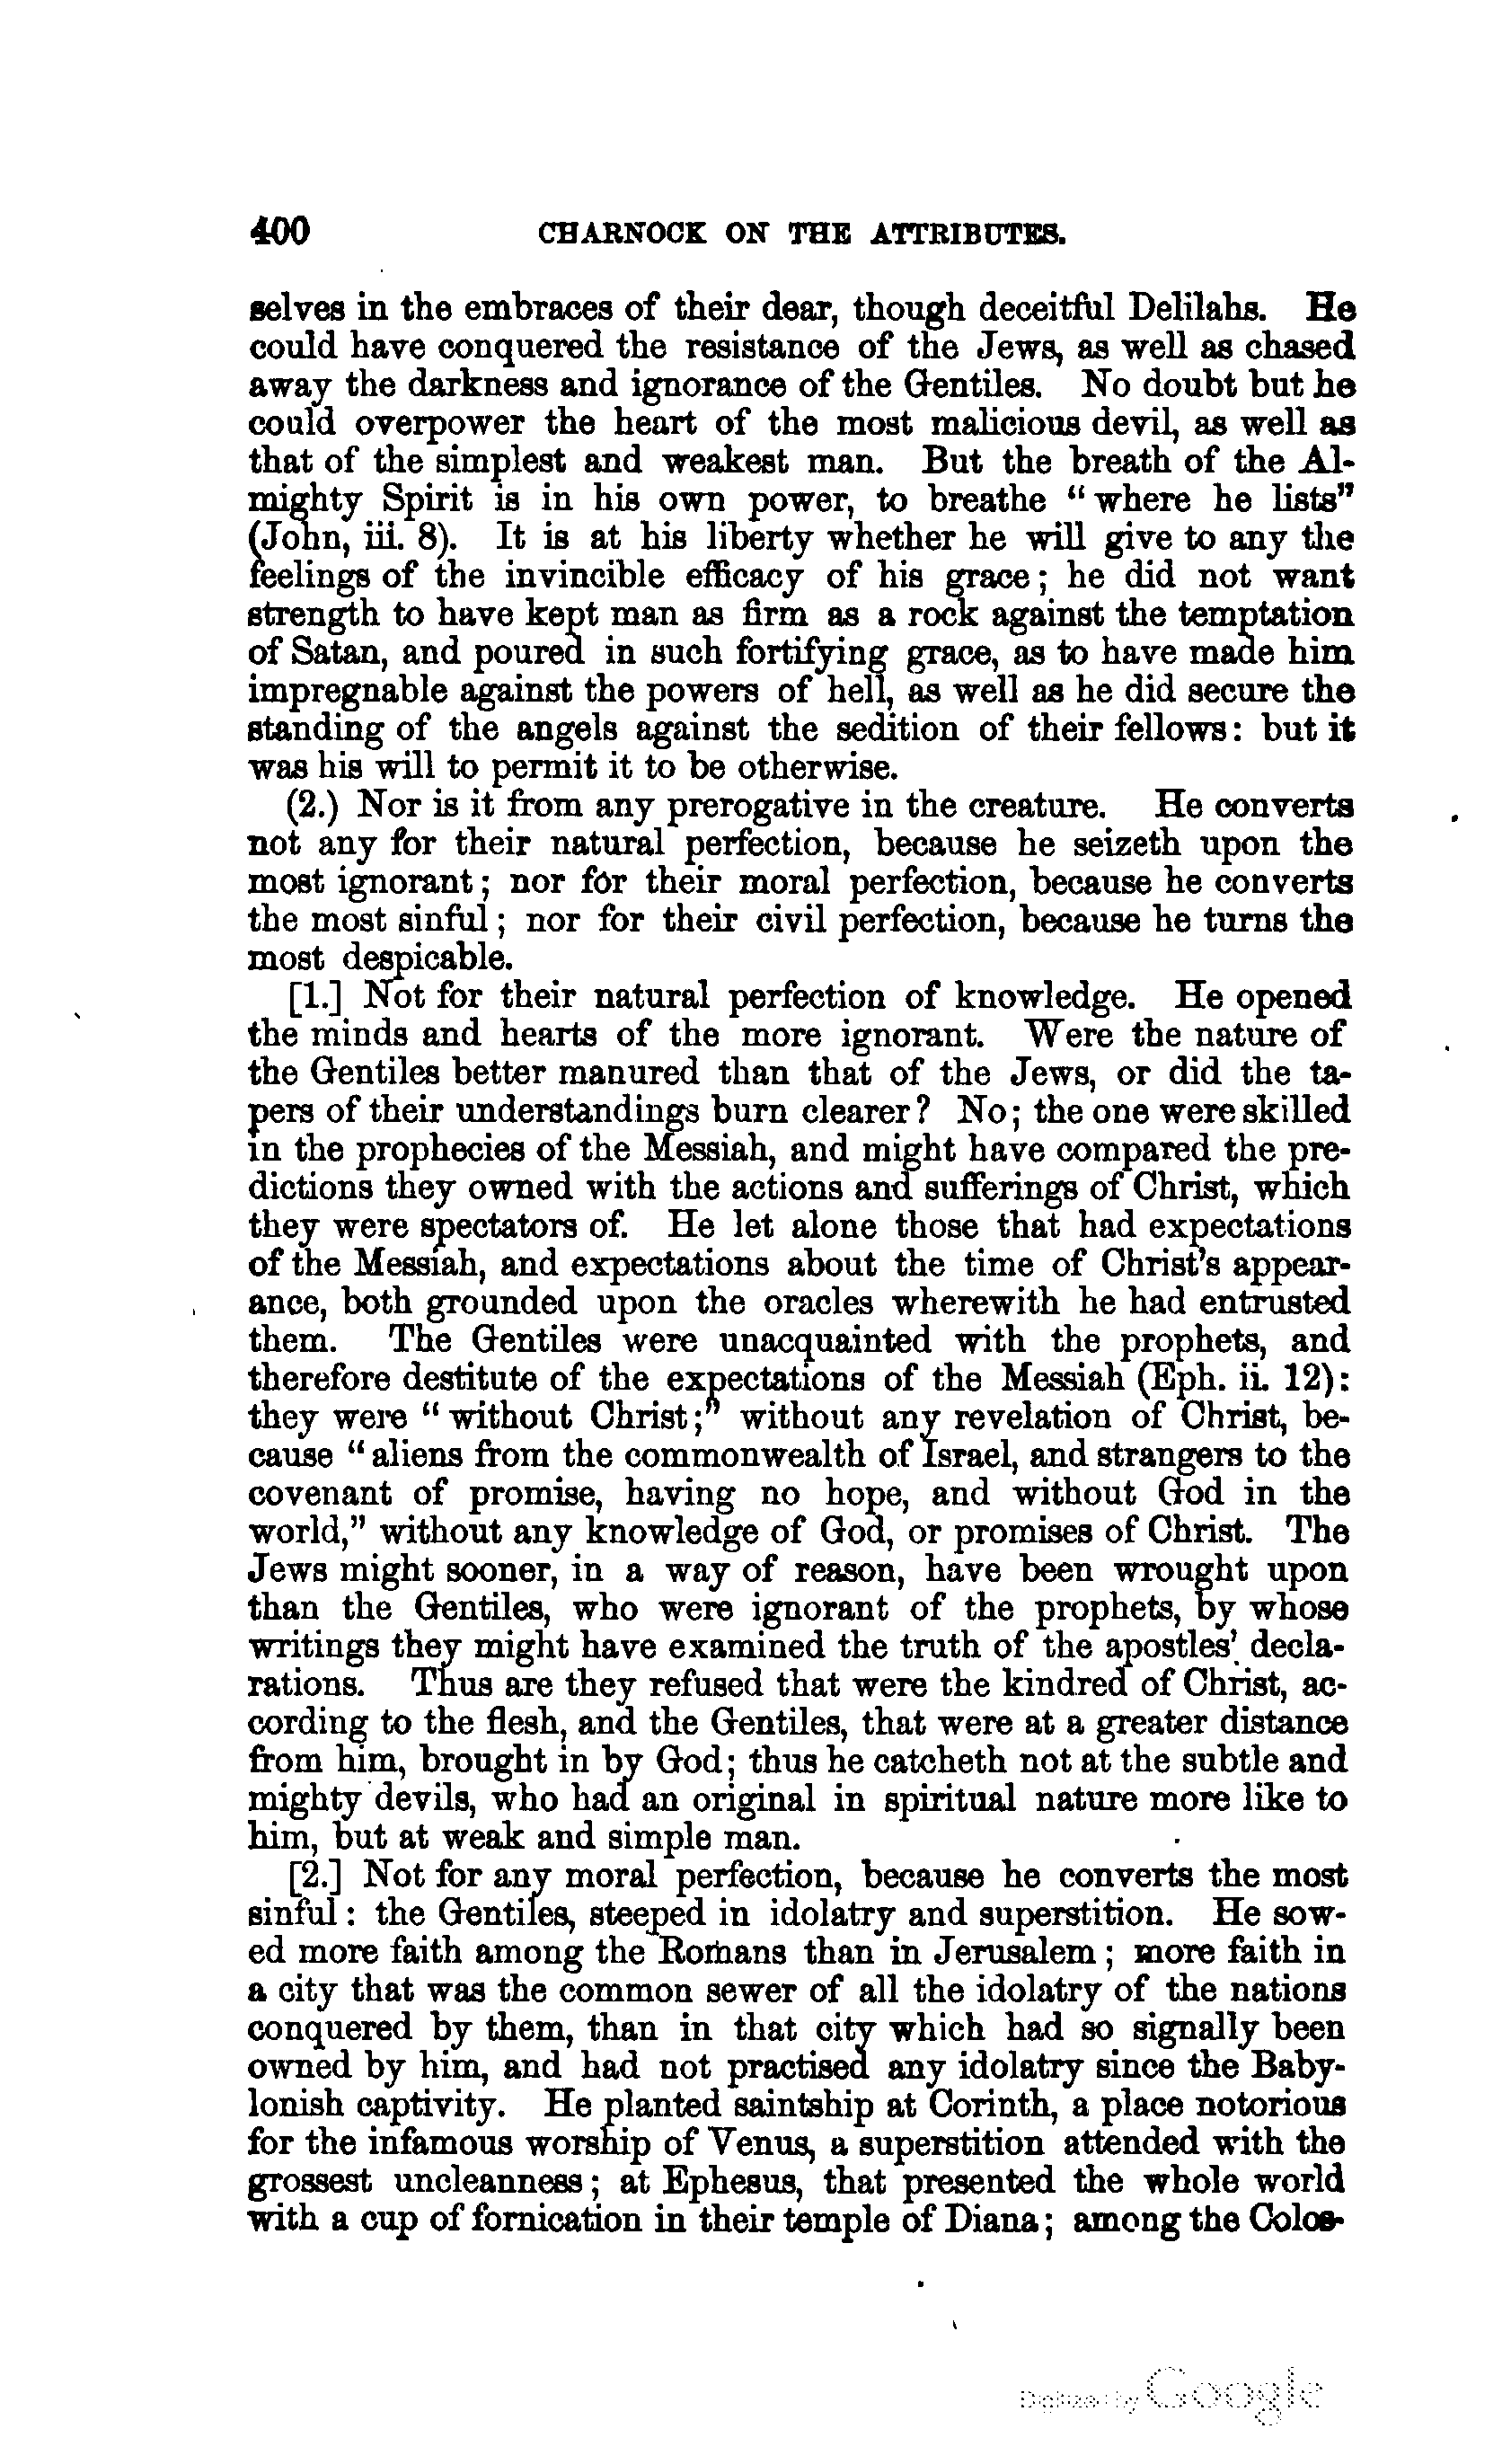 400 CHARNOCK ON THE ATTRIBUTES.
selves in the embraces of their dear, though deceitful Delilahs. He
could have conquered the resistance of the Jews, as well as chased
away the darkness and ignorance of the Gentiles. No doubt but he
could overpower the heart of the most malicious devil, as well as
that of the simplest and weakest man. But the breath of the Al-
mighty Spirit is in his own power, to breathe “where he lists”
(John, iii. 8). It is at his liberty whether he will give to any the
feelings of the invincible efficacy of his grace; he did not want
strength to have kept man as firm as a rock against the temptation
of Satan, and poured in such fortifying grace, as to have made him
impregnable against the powers of hell, as well as he did secure the
standing of the angels against the sedition of their fellows: but it
was his will to permit it to be otherwise.
(2.) Nor is it from any prerogative in the creature. He converts
not any for their natural perfection, because he seizeth upon the
most ignorant; nor for their moral perfection, because he converts
the most sinful; nor for their civil perfection, because he turns the
most despicable.
[1.] Not for their natural perfection of knowledge. He opened
the minds and hearts of the more ignorant. Were the nature of
the Gentiles better manured than that of the Jews, or did the ta-
pers of their understandings burn clearer? No; the one were skilled
in the prophecies of the Messiah, and might have compared the pre-
dictions they owned with the actions and sufferings of Christ, which
they were spectators of. He let alone those that had expectations
of the Messiah, and expectations about the time of Christ's appear-
ance, both grounded upon the oracles wherewith he had entrusted
them. The Gentiles were unacquainted with the prophets, and
therefore destitute of the expectations of the Messiah (Eph. ii. 12):
they were “without Christ;” without any revelation of Christ, be-
cause “aliens from the commonwealth of Israel, and strangers to the
covenant of promise, having no hope, and without God in the
world,” without any knowledge of God, or promises of Christ. The
Jews might sooner, in a way of reason, have been wrought upon
than the Gentiles, who were ignorant of the prophets, by whose
writings they might have examined the truth of the apostles' decla-
rations. Thus are they refused that were the kindred of Christ, ac-
cording to the flesh, and the Gentiles, that were at a greater distance
from him, brought in by God; thus he catcheth not at the subtle and
mighty devils, who had an original in spiritual nature more like to
him, but at weak and simple man.
[2.] Not for any moral perfection, because he converts the most
sinful: the Gentiles, steeped in idolatry and superstition. He sow-
ed more faith among the Romans than in Jerusalem; more faith in
a city that was the common sewer of all the idolatry of the nations
conquered by them, than in that city which had so signally been
owned by him, and had not practised any idolatry since the Baby-
lonish captivity. He planted saintship at Corinth, a place notorious
for the infamous worship of Venus, a superstition attended with the
grossest uncleanness; at Ephesus, that presented the whole world
with a cup of fornication in their temple of Diana; among the Colos-
Digitized by Google